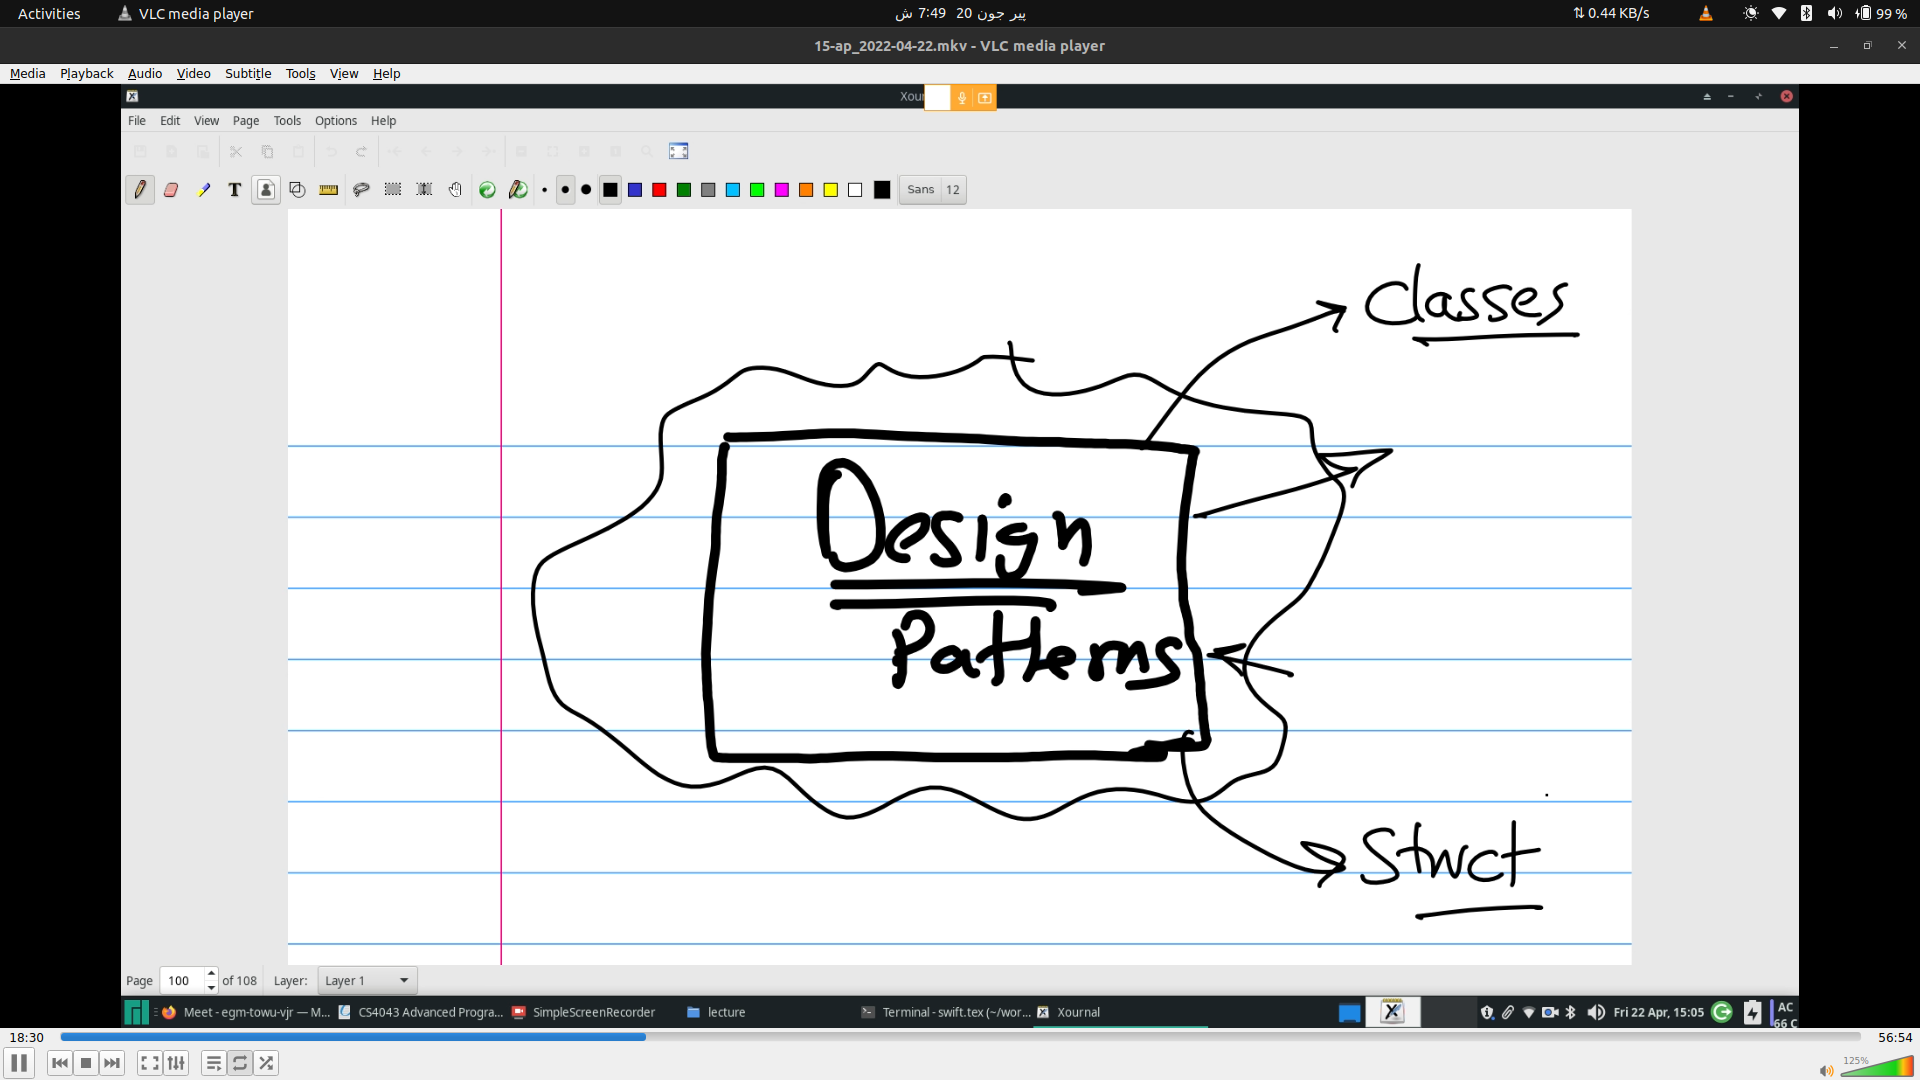 Activities VLC media player پیر جون 20 7:49 ش 0.44 KB/s 99 %
15-ap_2022-04-22.mkv - VLC media player
Media Playback Audio Video Subtitle Tools View Help
File Edit View Page Tools Options Help
Sans 12
Classes
Design
Patterns
Struct
Page 100 of 108 Layer: Layer 1
Meet - egm-towu-vjr — M... CS4043 Advanced Progra... SimpleScreenRecorder lecture Terminal - swift.tex (~/wor... Xournal Fri 22 Apr, 15:05 AC
66 C
18:30 56:54
125%